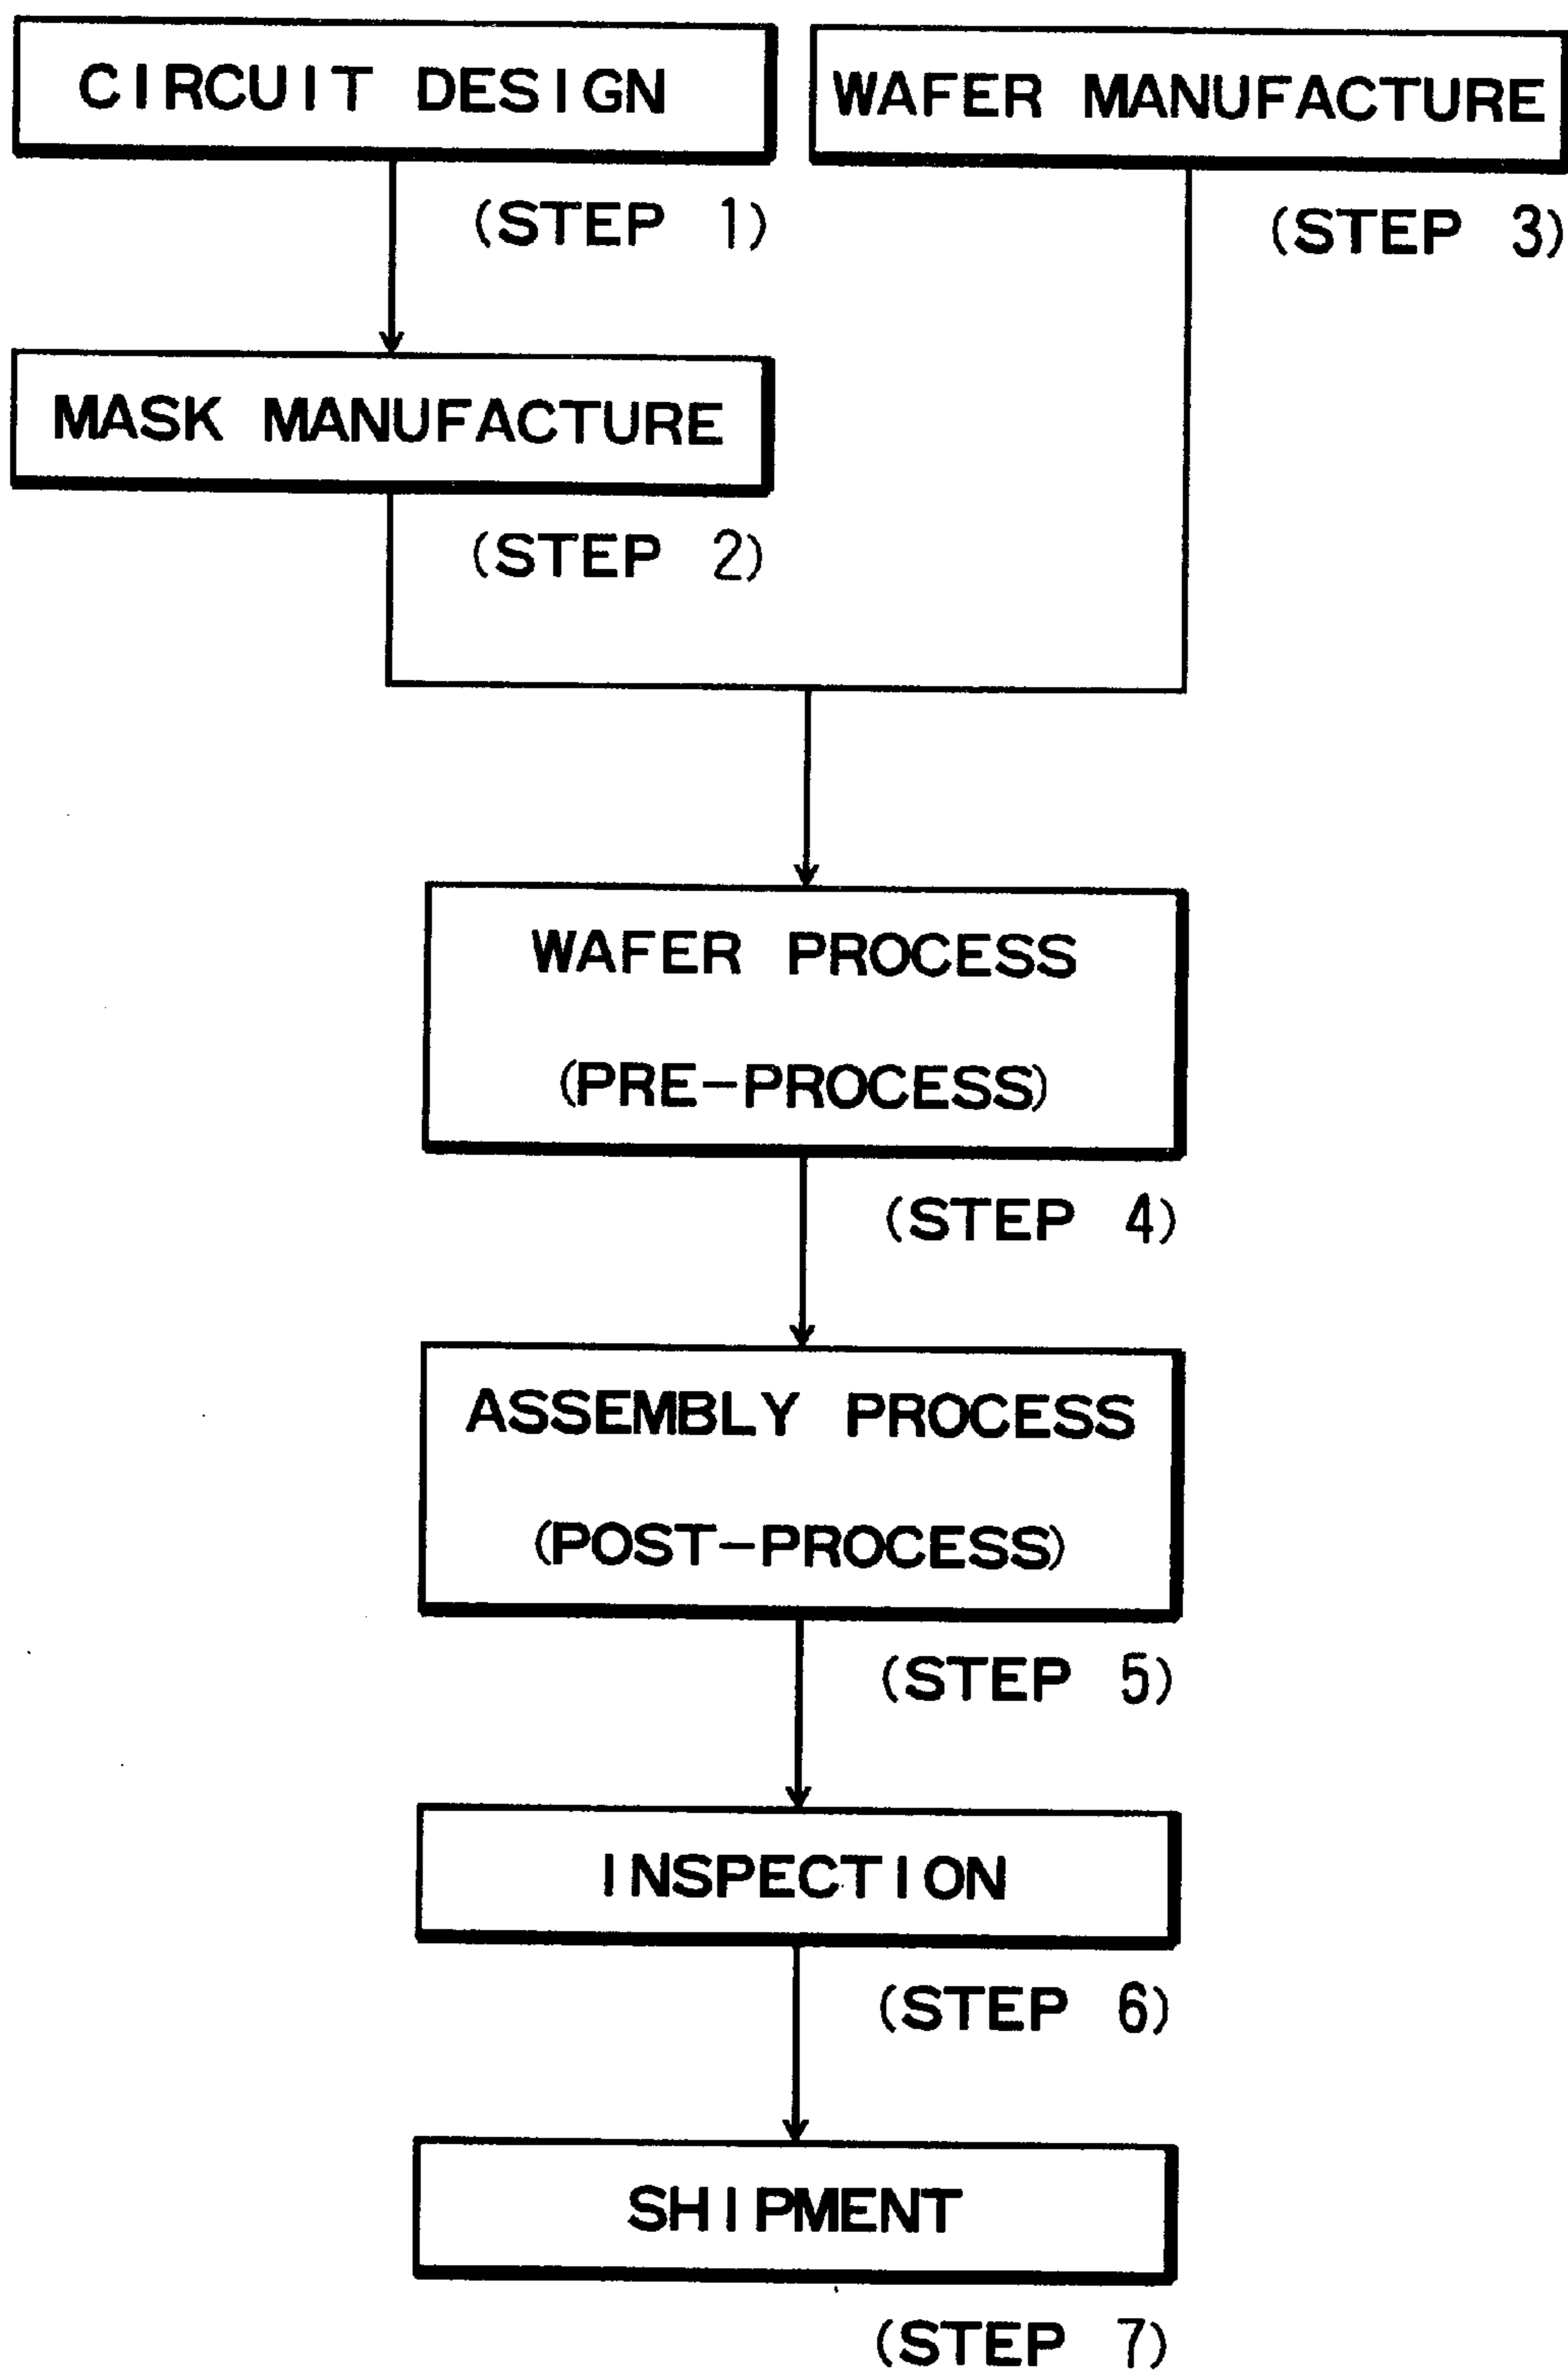 CIRCUIT DESIGN
(STEP 1)
WAFER MANUFACTURE
(STEP 3)
MASK MANUFACTURE
(STEP 2)
WAFER PROCESS
(PRE-PROCESS)
(STEP 4)
ASSEMBLY PROCESS
(POST-PROCESS)
(STEP 5)
INSPECTION
(STEP 6)
SHIPMENT
(STEP 7)